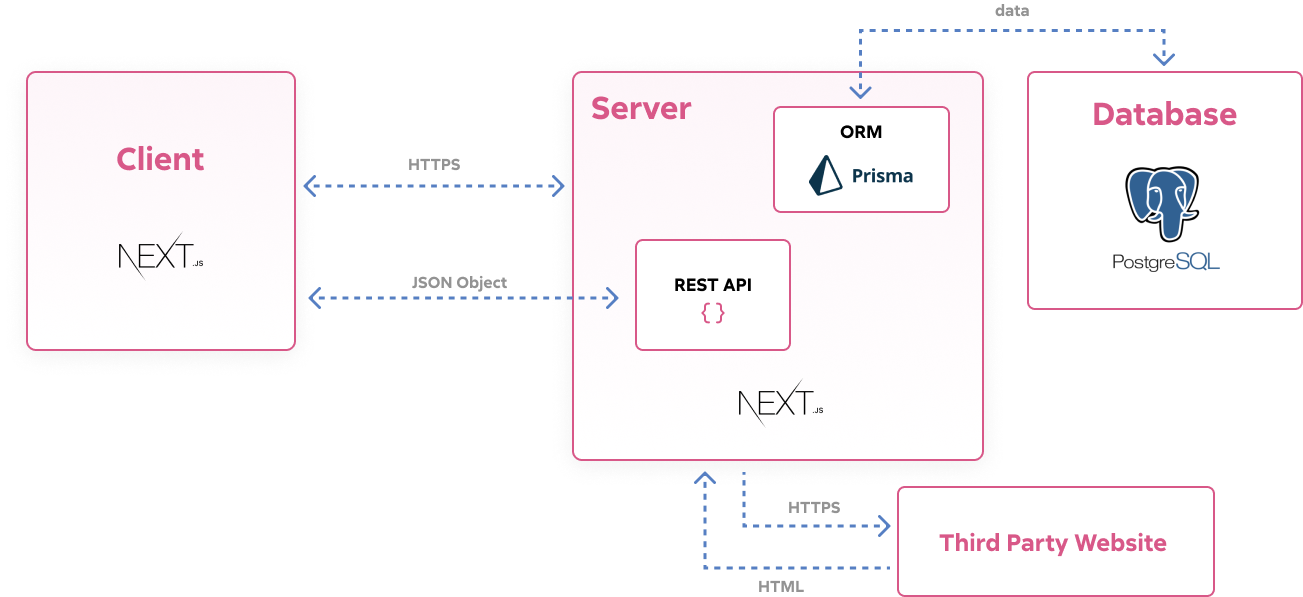 data
Client
NEXT.JS
HTTPS
JSON Object
Server
ORM
Prisma
REST API
{ }
NEXT.JS
Database
PostgreSQL
HTTPS
HTML
Third Party Website